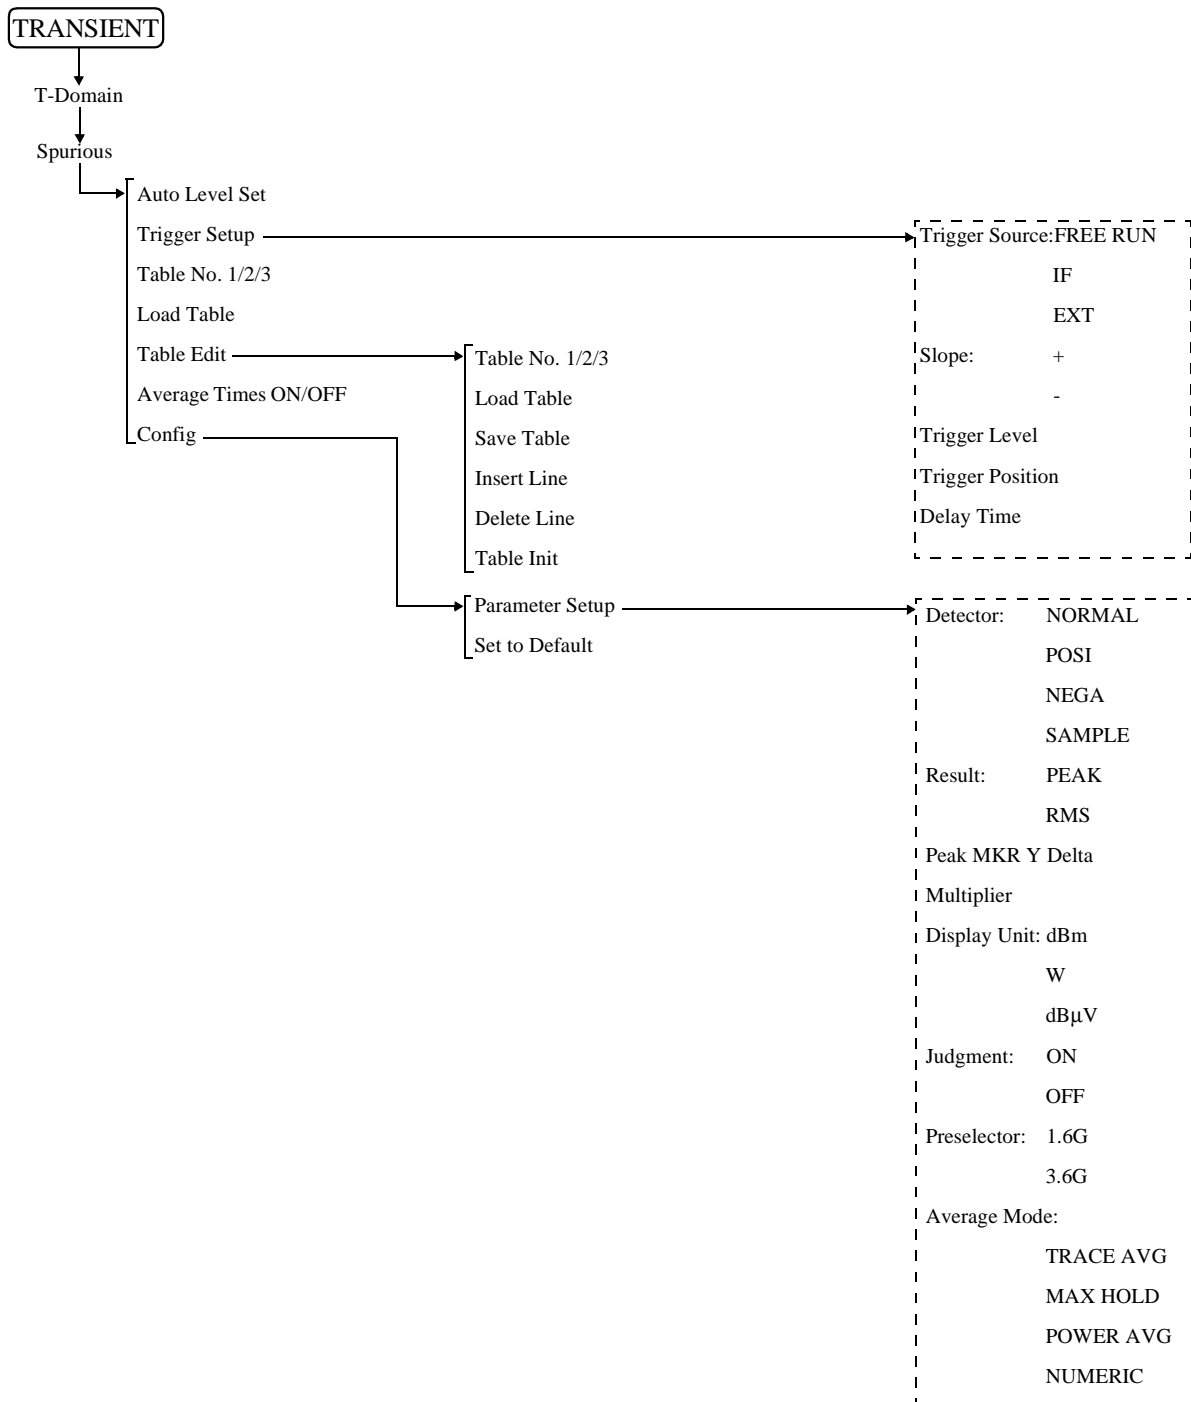 TRANSIENT
T-Domain
Spurious
Auto Level Set
Trigger Setup
Table No. 1/2/3
Load Table
Table Edit
Average Times ON/OFF
Config
Table No. 1/2/3
Load Table
Save Table
Insert Line
Delete Line
Table Init
Parameter Setup
Set to Default
Trigger Source:FREE RUN
IF
EXT
Slope: +
-
Trigger Level
Trigger Position
Delay Time
Detector: NORMAL
POSI
NEGA
SAMPLE
Result: PEAK
RMS
Peak MKR Y Delta
Multiplier
Display Unit: dBm
W
dBµV
Judgment: ON
OFF
Preselector: 1.6G
3.6G
Average Mode:
TRACE AVG
MAX HOLD
POWER AVG
NUMERIC